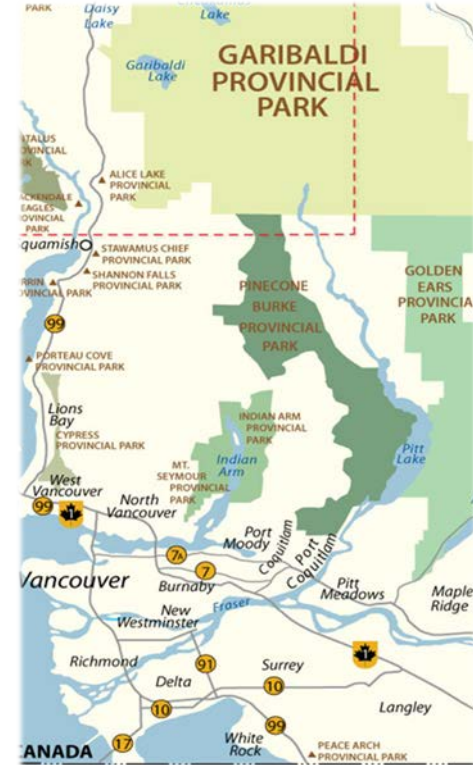 PARK
Daisy
Lake
Lake
GARIBALDI
PROVINCIAL
PARK
Garibaldi
Lake
ALICE LAKE
PROVINCIAL
PARK
EAGLES
PARK
STAWAMUS CHIEF
PROVINCIAL PARK
SHANNON FALLS
PROVINCIAL PARK
PINECONE
BURKE
PROVINCIAL
PARK
GOLDEN
EARS
PROVINCIA
PARK
99
PORTEAU COVE
PROVINCIAL PARK
Lions
Bay
CYPRESS
PROVINCIAL PARK
INDIAN ARM
PROVINCIAL
PARK
Indian
Arm
MT.
SEYMOUR
PROVINCIAL
PARK
Pitt
Lake
West
Vancouver
99
1
North
Vancouver
Port
Moody
Coquitlam
Port
Coquitlam
7A
7
Vancouver
Burnaby
Pitt
Meadows
Maple
Ridge
New
Westminster
Fraser
Richmond
91
Surrey
1
Delta
10
10
Langley
17
White
Rock
99
CANADA
PEACE ARCH
PROVINCIAL PARK